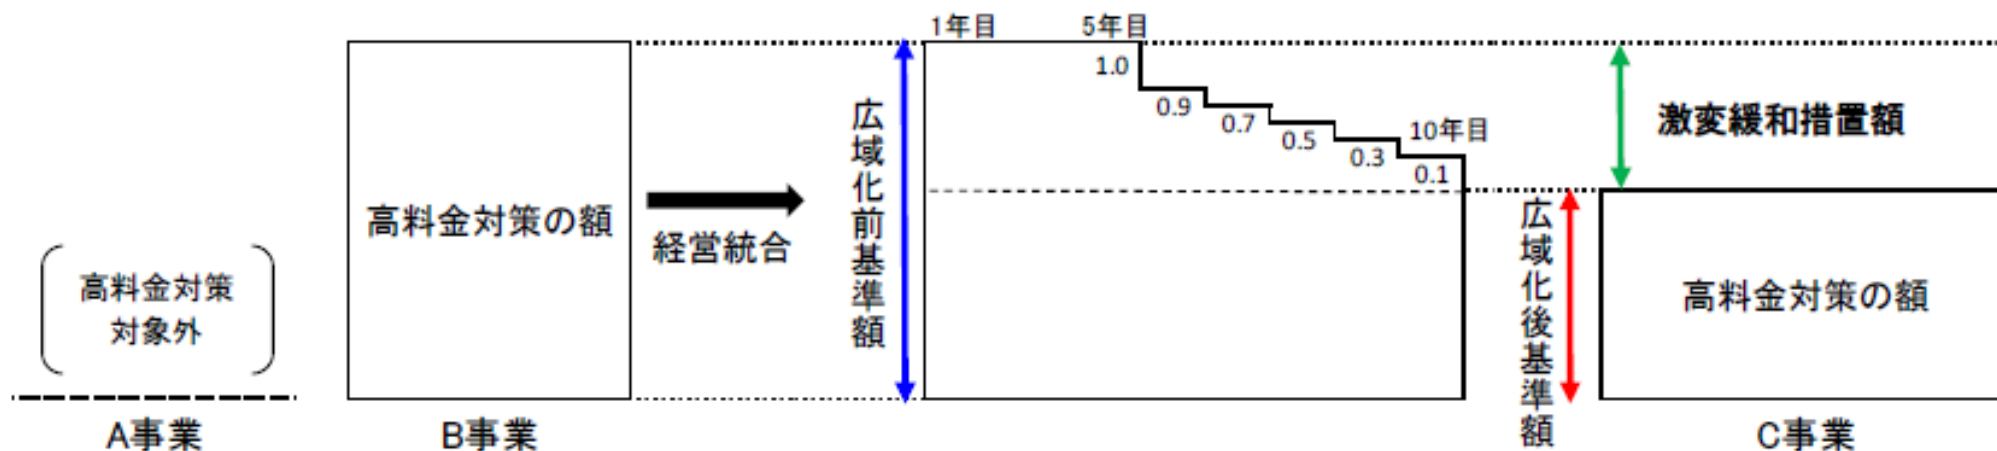 高料金対策
対象外
A事業
高料金対策の額
B事業
経営統合
広域化前基準額
1年目
5年目
1.0
0.9
0.7
0.5
0.3
10年目
0.1
激変緩和措置額
広域化後基準額
高料金対策の額
C事業